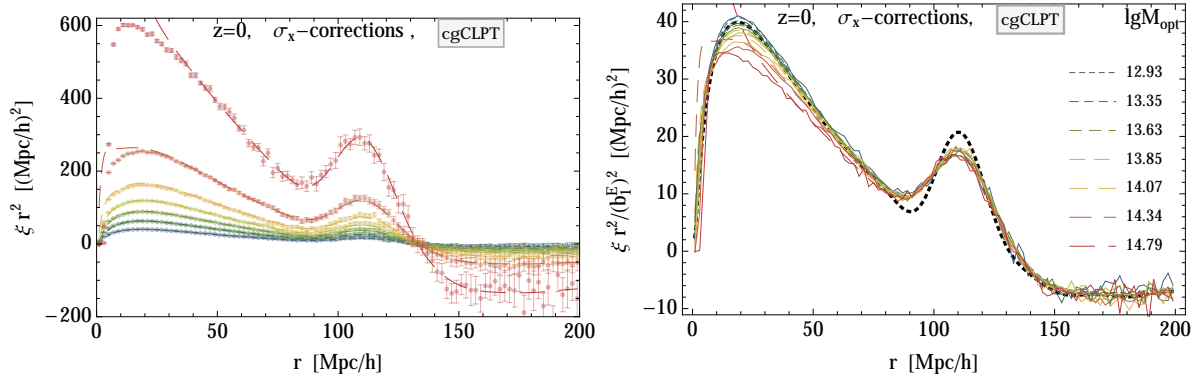 z=0, σx-corrections , cgCLPT
ξ r² [(Mpc/h)²]
600
400
200
0
-200
0 50 100 150 200
r [Mpc/h]
z=0, σx-corrections, cgCLPT lgMopt
ξ r²/(b₁ᴱ)² [(Mpc/h)²]
40
30
20
10
0
-10
12.93
13.35
13.63
13.85
14.07
14.34
14.79
0 50 100 150 200
r [Mpc/h]